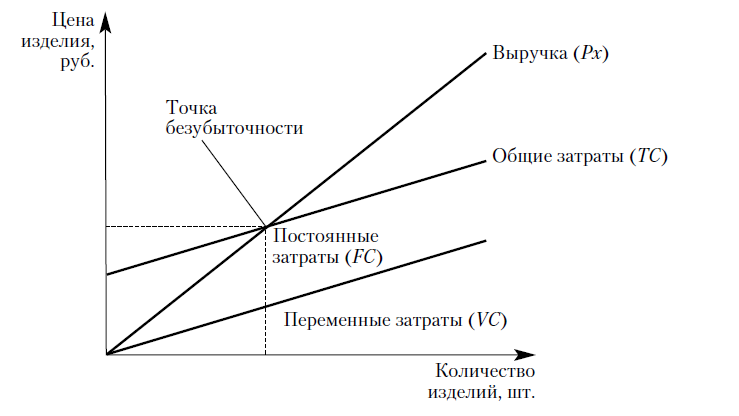 Цена
изделия,
руб.
Выручка (Px)
Точка
безубыточности
Общие затраты (TC)
Постоянные
затраты (FC)
Переменные затраты (VC)
Количество
изделий, шт.